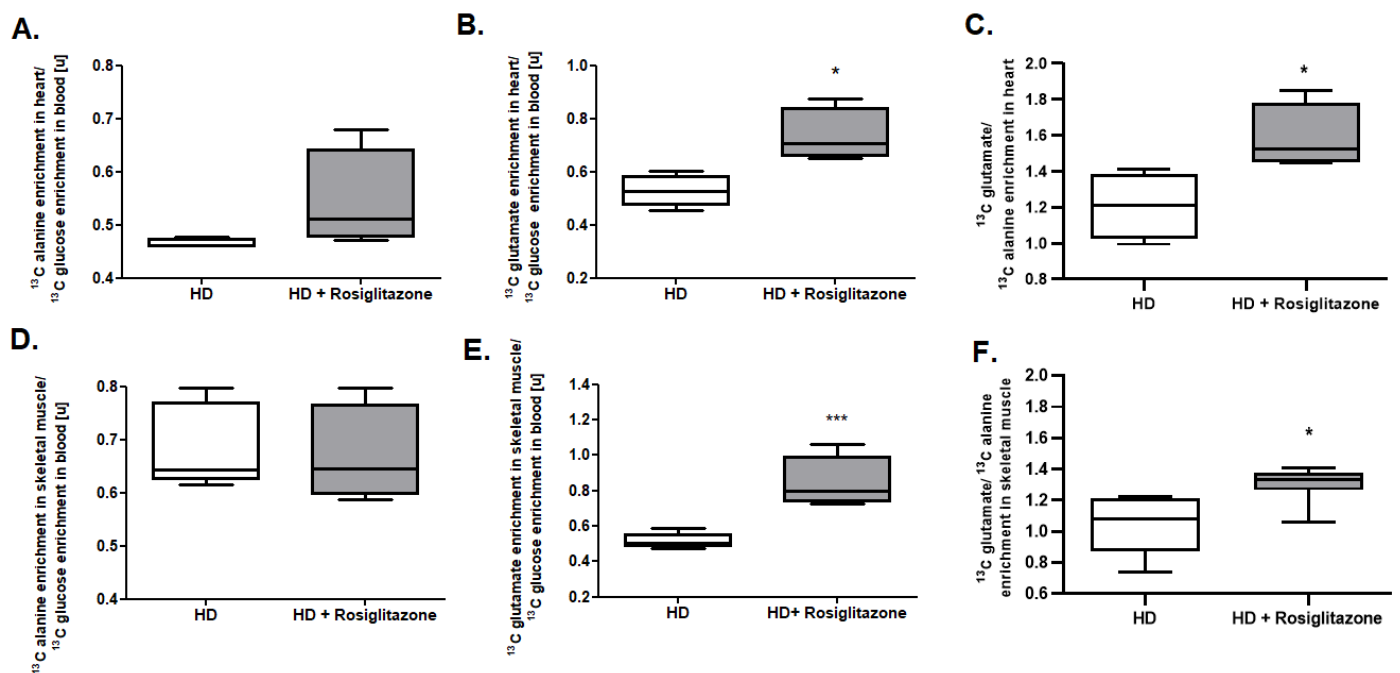 A.
¹³C alanine enrichment in heart/
¹³C glucose enrichment in blood [u]
0.8
0.7
0.6
0.5
0.4
HD
HD + Rosiglitazone
B.
¹³C glutamate enrichment in heart/
¹³C glucose enrichment in blood [u]
1.0
0.8
0.6
0.4
0.2
*
HD
HD + Rosiglitazone
C.
¹³C glutamate/
¹³C alanine enrichment in heart
2.0
1.8
1.6
1.4
1.2
1.0
0.8
*
HD
HD + Rosiglitazone
D.
¹³C alanine enrichment in skeletal muscle/
¹³C glucose enrichment in blood [u]
0.8
0.7
0.6
0.5
0.4
HD
HD + Rosiglitazone
E.
¹³C glutamate enrichment in skeletal muscle/
¹³C glucose enrichment in blood [u]
1.4
1.2
1.0
0.8
0.6
0.4
0.2
***
HD
HD+ Rosiglitazone
F.
¹³C glutamate/ ¹³C alanine
enrichment in skeletal muscle
2.0
1.8
1.6
1.4
1.2
1.0
0.8
0.6
*
HD
HD + Rosiglitazone